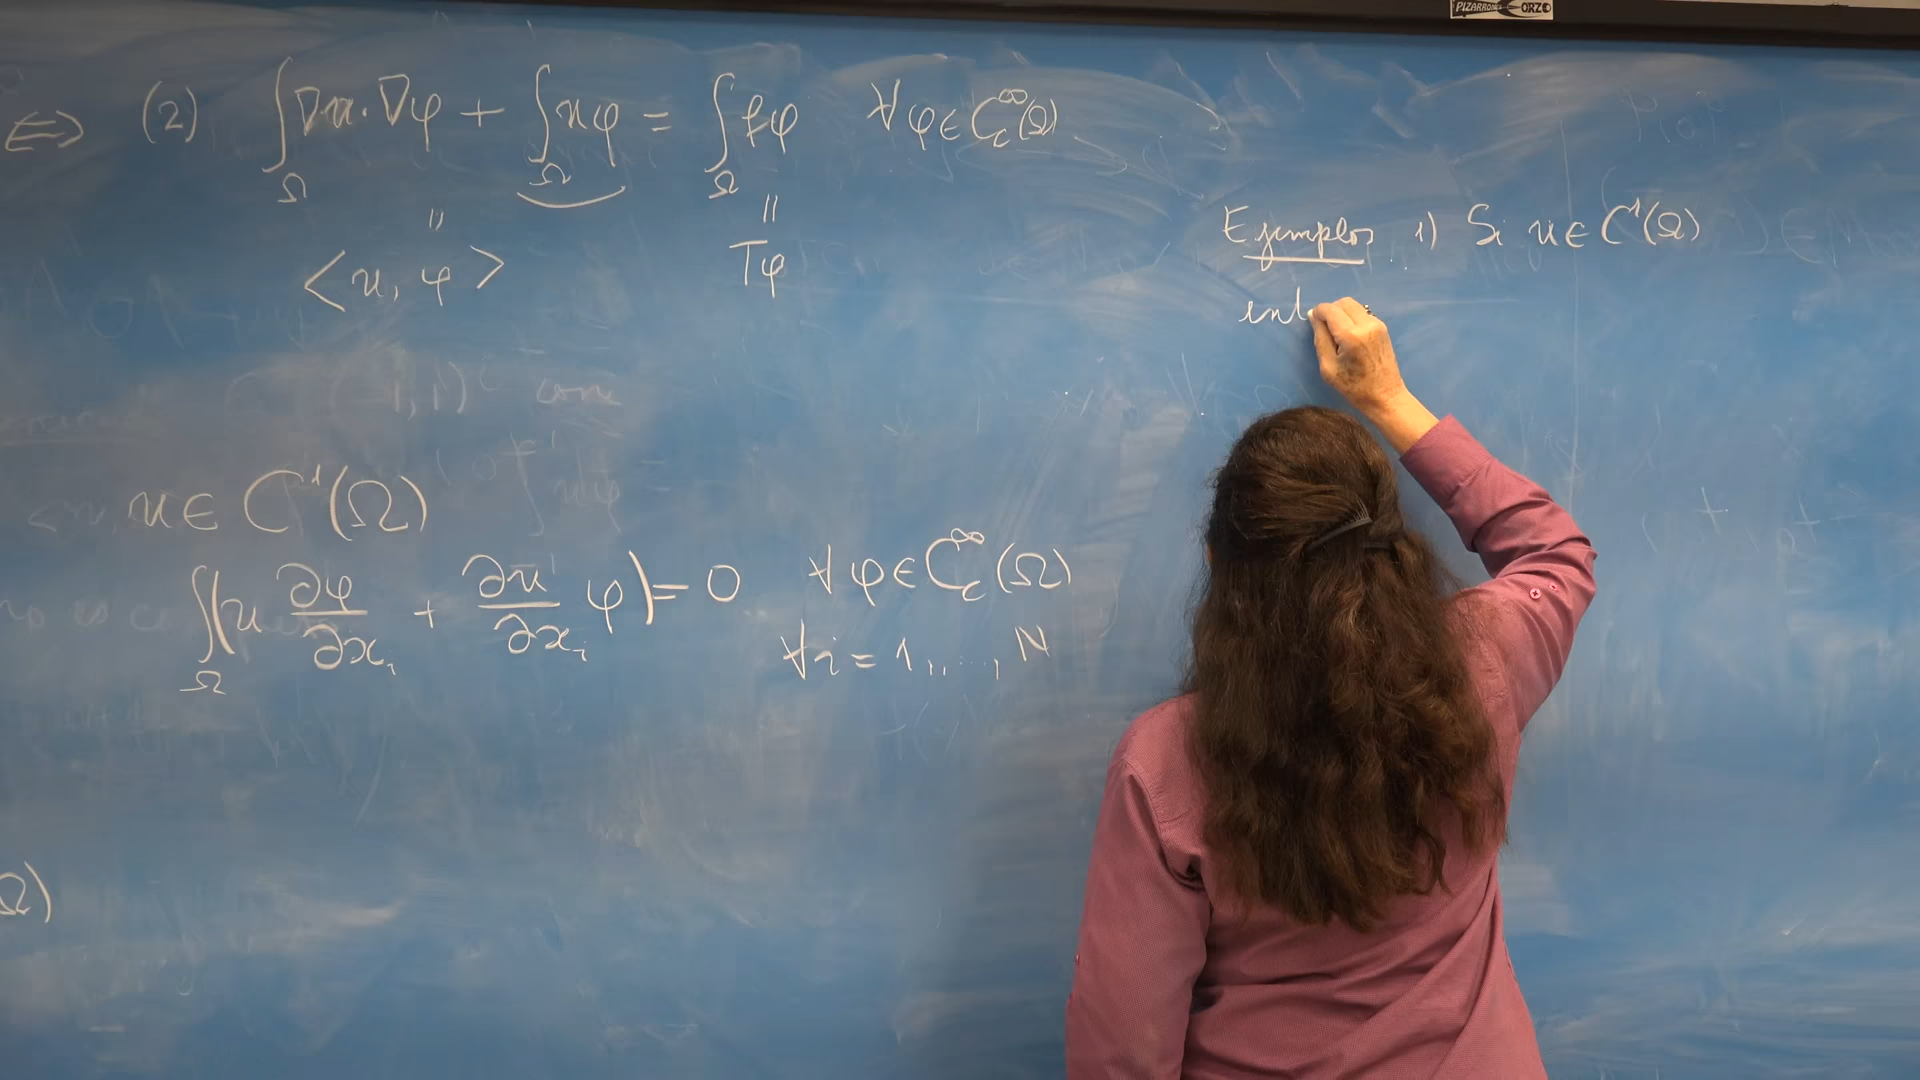 ⇔ (2) ∫_Ω ∇u·∇φ + ∫_Ω uφ = ∫_Ω fφ ∀φ∈C_c^∞(Ω)
" "
<u, φ> Tφ
u∈C¹(Ω)
∫_Ω (u ∂φ/∂x_i + ∂u/∂x_i φ) = 0 ∀φ∈C_c^∞(Ω)
∀i = 1,...,N
Ω)
Ejemplos 1) Si u∈C¹(Ω)
ent
PIZARRONES CORZO